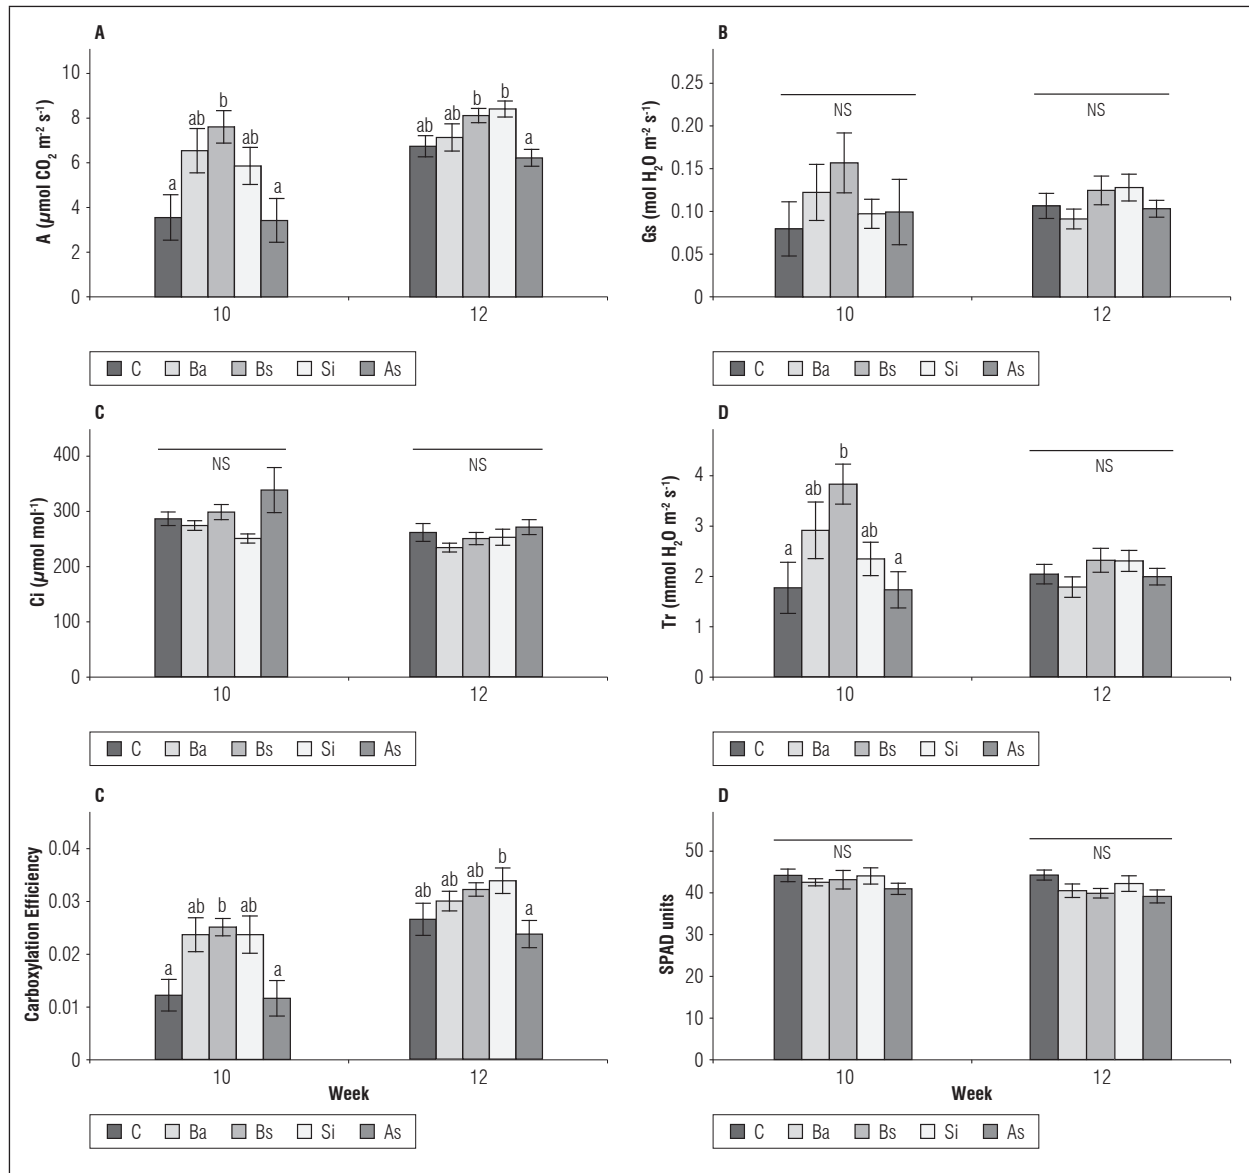 A
A (µmol CO₂ m⁻² s⁻¹)
10
8
6
4
2
0
a ab b ab a
ab ab b b a
10 12
C Ba Bs Si As
B
Gs (mol H₂O m⁻² s⁻¹)
0.25
0.20
0.15
0.10
0.05
0
NS NS
10 12
C Ba Bs Si As
C
Ci (µmol mol⁻¹)
400
300
200
100
0
NS NS
10 12
C Ba Bs Si As
D
Tr (mmol H₂O m⁻² s⁻¹)
4
3
2
1
0
a ab b ab a
NS
10 12
C Ba Bs Si As
C
Carboxylation Efficiency
0.04
0.03
0.02
0.01
0
a ab b ab a
ab ab ab b a
10 12
Week
C Ba Bs Si As
D
SPAD units
50
40
30
20
10
0
NS NS
10 12
Week
C Ba Bs Si As